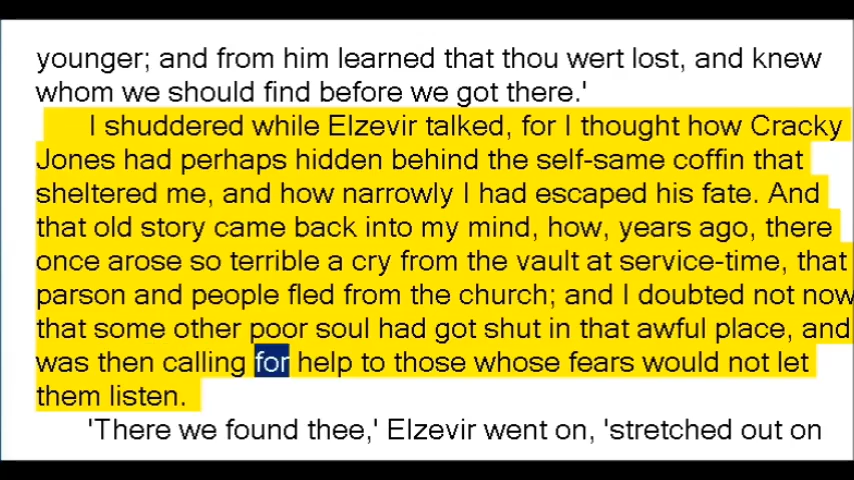 younger; and from him learned that thou wert lost, and knew
whom we should find before we got there.'
I shuddered while Elzevir talked, for I thought how Cracky
Jones had perhaps hidden behind the self-same coffin that
sheltered me, and how narrowly I had escaped his fate. And
that old story came back into my mind, how, years ago, there
once arose so terrible a cry from the vault at service-time, that
parson and people fled from the church; and I doubted not now
that some other poor soul had got shut in that awful place, and
was then calling for help to those whose fears would not let
them listen.
'There we found thee,' Elzevir went on, 'stretched out on